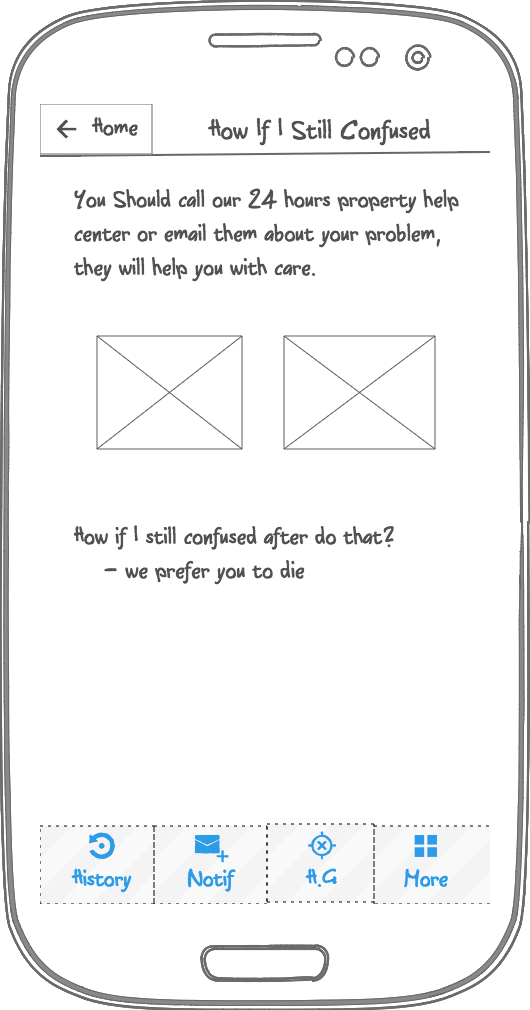 Home
How If I Still Confused
You Should call our 24 hours property help
center or email them about your problem,
they will help you with care.
How if I still confused after do that?
- we prefer you to die
History
Notif
H.G
More